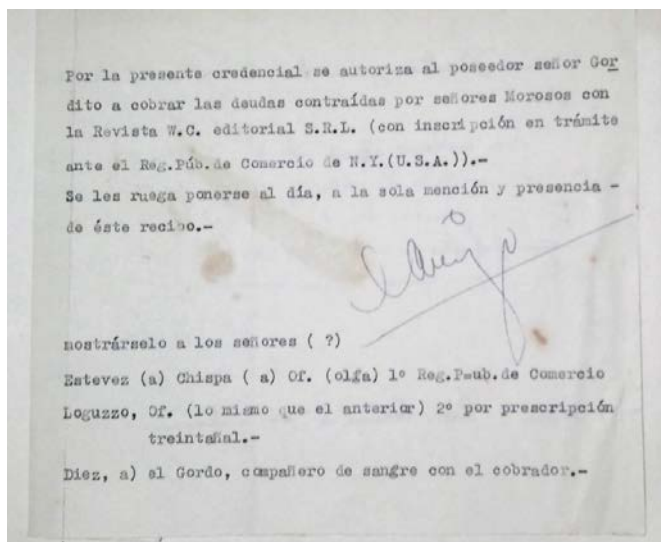 Por la presente credencial se autoriza al poseedor señor Gor
dito a cobrar las deudas contraídas por señores Morosos con
la Revista W.C. editorial S.R.L. (con inscripción en trámite
ante el Reg.Púb.de Comercio de N.Y.(U.S.A.)).-
Se les ruega ponerse al día, a la sola mención y presencia -
de éste recibo.-
mostrárselo a los señores ( ?)
Estevez (a) Chispa ( a) Of. (olfa) 1º Reg.P=ub.de Comercio
Loguzzo, Of. (lo mismo que el anterior) 2º por prescripción
treintañal.-
Diez, a) el Gordo, compañero de sangre con el cobrador.-